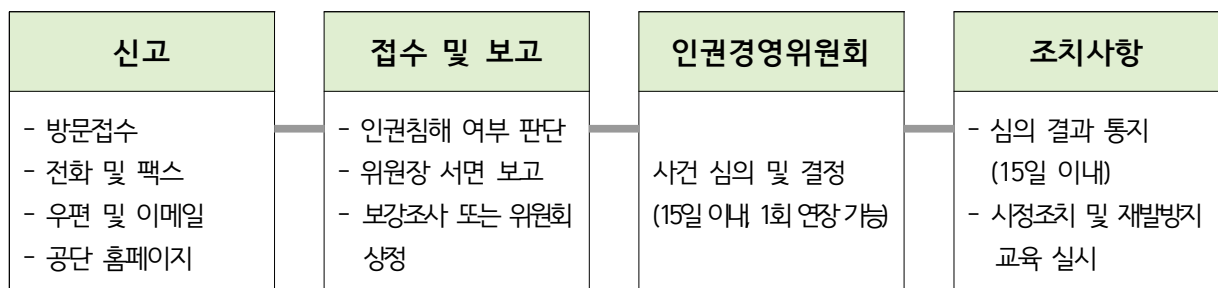 신고
- 방문접수
- 전화 및 팩스
- 우편 및 이메일
- 공단 홈페이지
접수 및 보고
- 인권침해 여부 판단
- 위원장 서면 보고
- 보강조사 또는 위원회
상정
인권경영위원회
사건 심의 및 결정
(15일 이내, 1회 연장 가능)
조치사항
- 심의 결과 통지
(15일 이내)
- 시정조치 및 재발방지
교육 실시